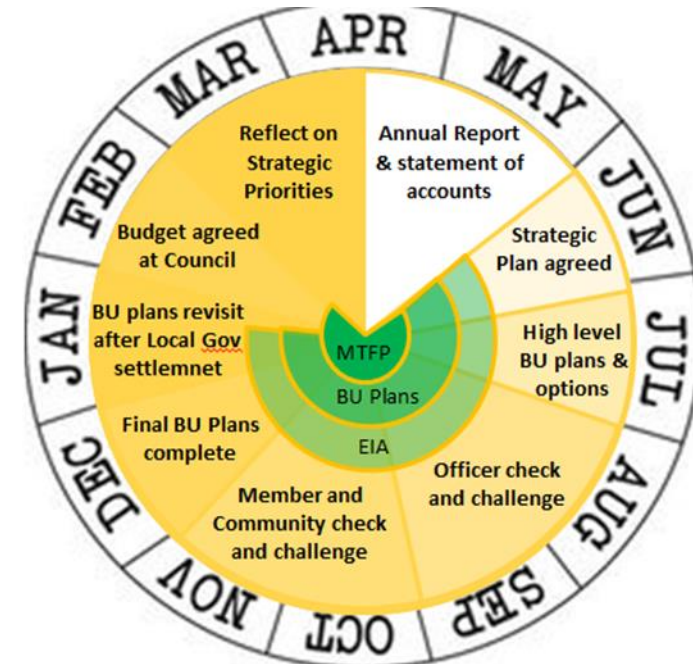 APR
MAY
JUN
JUL
AUG
SEP
OCT
NOV
DEC
JAN
FEB
MAR
Annual Report
& statement of
accounts
Strategic
Plan agreed
High level
BU plans &
options
Officer check
and challenge
Member and
Community check
and challenge
Final BU Plans
complete
BU plans revisit
after Local Gov
settlemnet
Budget agreed
at Council
Reflect on
Strategic
Priorities
MTFP
BU Plans
EIA